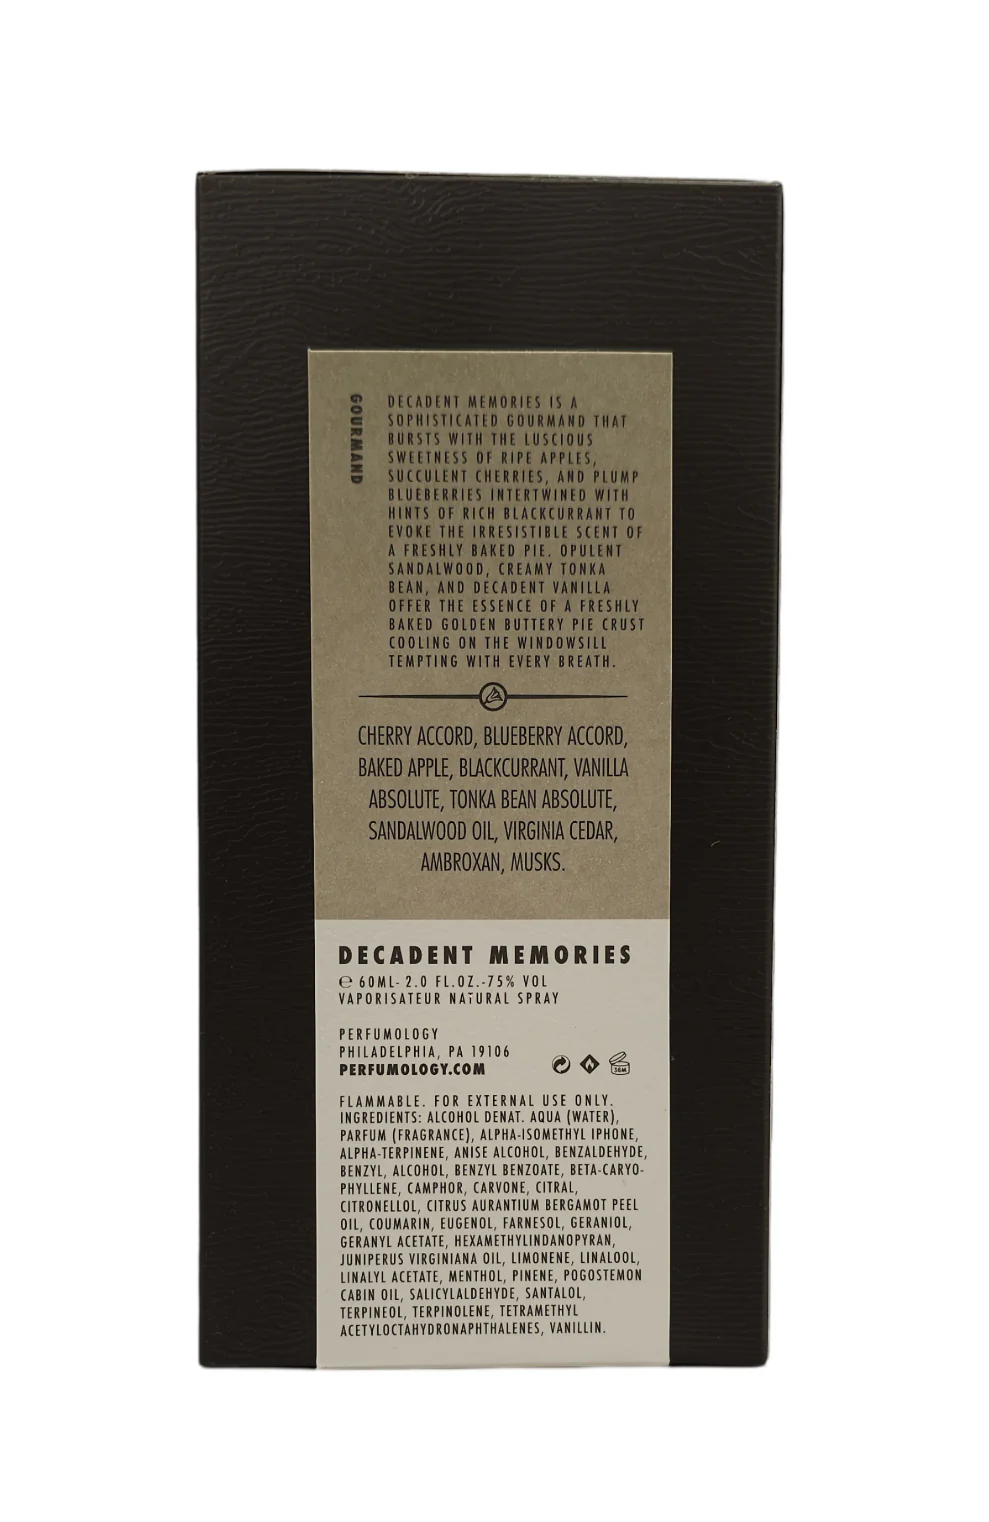 GOURMAND
DECADENT MEMORIES IS A
SOPHISTICATED GOURMAND THAT
BURSTS WITH THE LUSCIOUS
SWEETNESS OF RIPE APPLES,
SUCCULENT CHERRIES, AND PLUMP
BLUEBERRIES INTERTWINED WITH
HINTS OF RICH BLACKCURRANT TO
EVOKE THE IRRESISTIBLE SCENT OF
A FRESHLY BAKED PIE. OPULENT
SANDALWOOD, CREAMY TONKA
BEAN, AND DECADENT VANILLA
OFFER THE ESSENCE OF A FRESHLY
BAKED GOLDEN BUTTERY PIE CRUST
COOLING ON THE WINDOWSILL
TEMPTING WITH EVERY BREATH.
CHERRY ACCORD, BLUEBERRY ACCORD,
BAKED APPLE, BLACKCURRANT, VANILLA
ABSOLUTE, TONKA BEAN ABSOLUTE,
SANDALWOOD OIL, VIRGINIA CEDAR,
AMBROXAN, MUSKS.
DECADENT MEMORIES
℮ 60ML- 2.0 FL.OZ.-75% VOL
VAPORISATEUR NATURAL SPRAY
PERFUMOLOGY
PHILADELPHIA, PA 19106
PERFUMOLOGY.COM
36M
FLAMMABLE. FOR EXTERNAL USE ONLY.
INGREDIENTS: ALCOHOL DENAT. AQUA (WATER),
PARFUM (FRAGRANCE), ALPHA-ISOMETHYL IPHONE,
ALPHA-TERPINENE, ANISE ALCOHOL, BENZALDEHYDE,
BENZYL, ALCOHOL, BENZYL BENZOATE, BETA-CARYO-
PHYLLENE, CAMPHOR, CARVONE, CITRAL,
CITRONELLOL, CITRUS AURANTIUM BERGAMOT PEEL
OIL, COUMARIN, EUGENOL, FARNESOL, GERANIOL,
GERANYL ACETATE, HEXAMETHYLINDANOPYRAN,
JUNIPERUS VIRGINIANA OIL, LIMONENE, LINALOOL,
LINALYL ACETATE, MENTHOL, PINENE, POGOSTEMON
CABIN OIL, SALICYLALDEHYDE, SANTALOL,
TERPINEOL, TERPINOLENE, TETRAMETHYL
ACETYLOCTAHYDRONAPHTHALENES, VANILLIN.